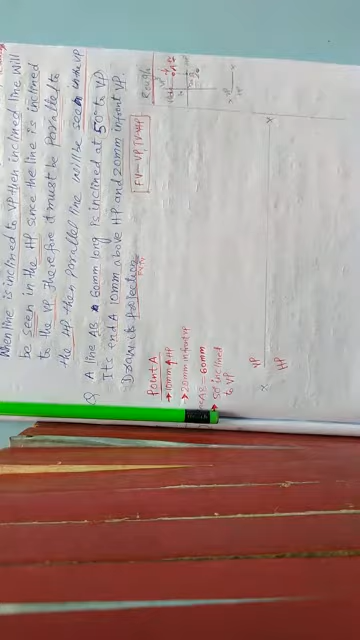 When line is inclined to VP then inclined line will
be seen in the HP since the line is inclined
to the VP therefore it must be parallel to
the HP then parallel line will be seen in the VP
Q A line AB 60mm long is inclined at 50° to VP
Its end A 10mm above HP and 20mm infront VP.
Draw its
FV-VP, TV-HP
Rough
Point A
→ 10mm ↑ HP
→ 20mm infront VP
AB = 60mm
→ 50° inclined
to VP
VP
X X
HP